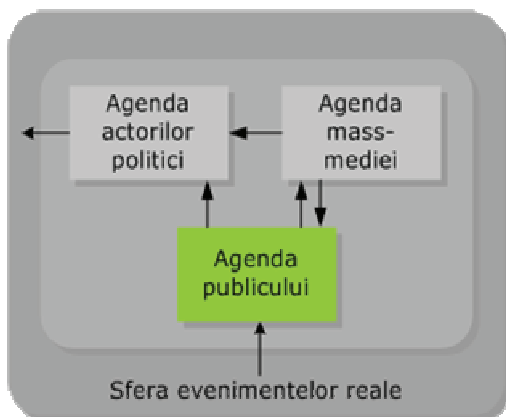 Agenda
actorilor
politici
Agenda
mass-
mediei
Agenda
publicului
Sfera evenimentelor reale